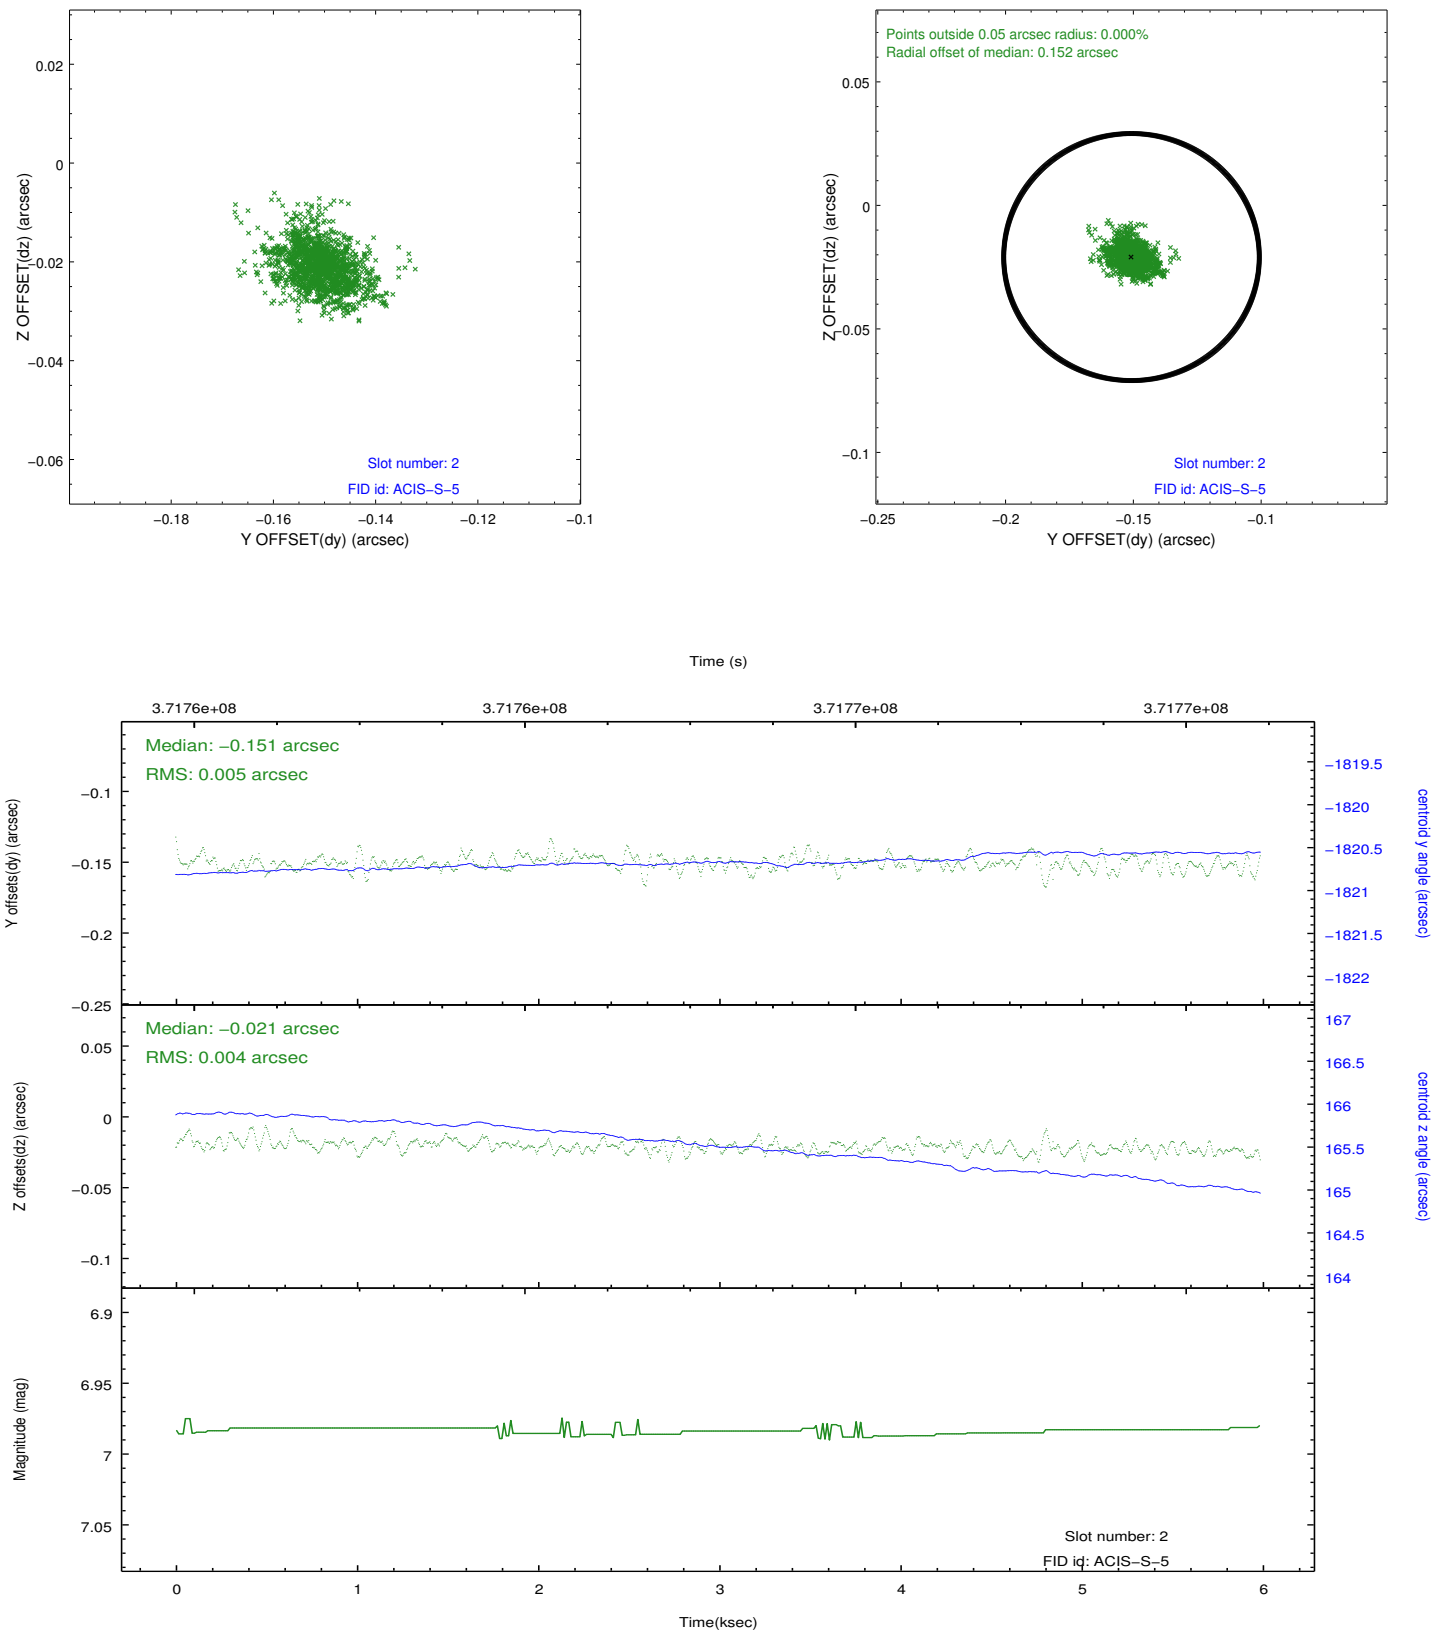 0.02
0
−0.02
−0.04
−0.06
Z OFFSET(dz) (arcsec)
Slot number: 2
FID id: ACIS−S−5
−0.18
−0.16
−0.14
−0.12
−0.1
Y OFFSET(dy) (arcsec)
Points outside 0.05 arcsec radius: 0.000%
Radial offset of median: 0.152 arcsec
0.05
0
−0.05
−0.1
Z OFFSET(dz) (arcsec)
Slot number: 2
FID id: ACIS−S−5
−0.25
−0.2
−0.15
−0.1
Y OFFSET(dy) (arcsec)
Time (s)
3.7176e+08
3.7176e+08
3.7177e+08
3.7177e+08
Median: −0.151 arcsec
RMS: 0.005 arcsec
−0.1
−0.15
−0.2
−0.25
Y offsets(dy) (arcsec)
−1819.5
−1820
−1820.5
−1821
−1821.5
−1822
centroid y angle (arcsec)
Median: −0.021 arcsec
RMS: 0.004 arcsec
0.05
0
−0.05
−0.1
Z offsets(dz) (arcsec)
167
166.5
166
165.5
165
164.5
164
centroid z angle (arcsec)
6.9
6.95
7
7.05
Magnitude (mag)
Slot number: 2
FID id: ACIS−S−5
0
1
2
3
4
5
6
Time(ksec)